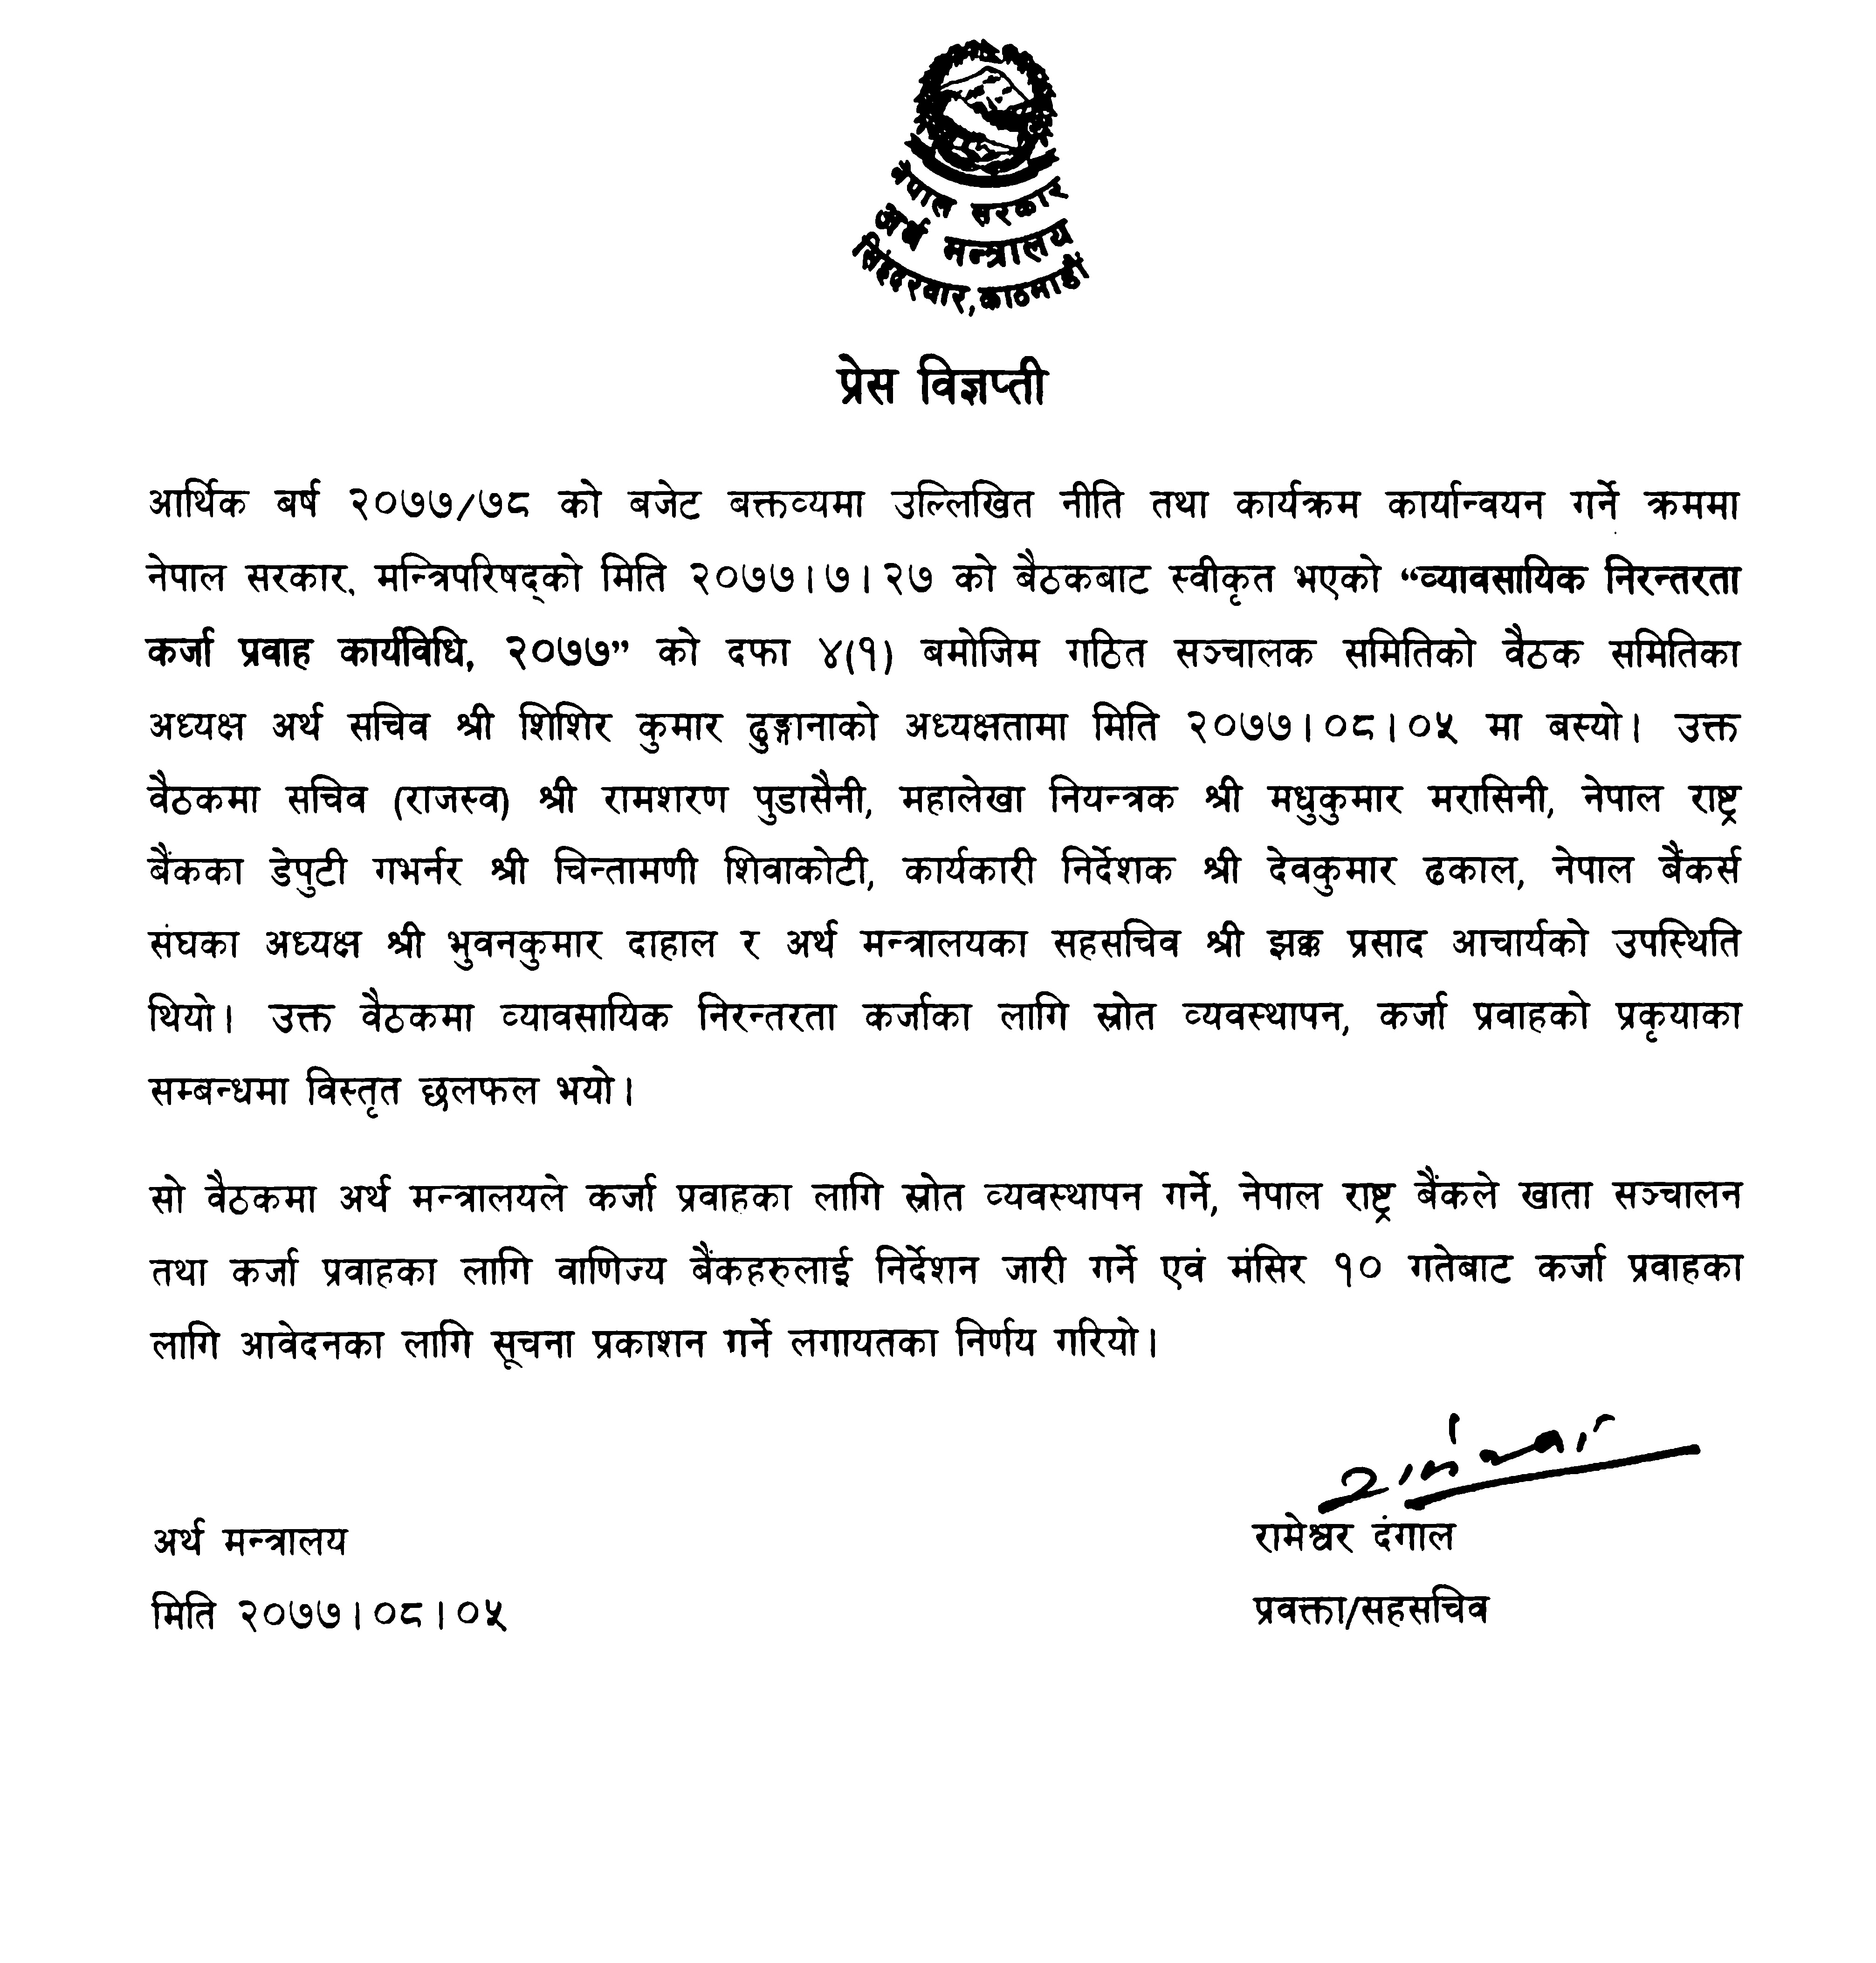 नेपाल सरकार
अर्थ मन्त्रालय
सिंहदरवार, काठमाडौं
प्रेस विज्ञप्ती
आर्थिक बर्ष २०७७/७८ को बजेट बक्तव्यमा उल्लिखित नीति तथा कार्यक्रम कार्यान्वयन गर्ने क्रममा
नेपाल सरकार, मन्त्रिपरिषद्को मिति २०७७।७।२७ को बैठकबाट स्वीकृत भएको “व्यावसायिक निरन्तरता
कर्जा प्रवाह कार्यविधि, २०७७” को दफा ४(१) बमोजिम गठित सञ्चालक समितिको वैठक समितिका
अध्यक्ष अर्थ सचिव श्री शिशिर कुमार ढुङ्गानाको अध्यक्षतामा मिति २०७७।०८।०५ मा बस्यो। उक्त
वैठकमा सचिव (राजस्व) श्री रामशरण पुडासैनी, महालेखा नियन्त्रक श्री मधुकुमार मरासिनी, नेपाल राष्ट्र
बैंकका डेपुटी गभर्नर श्री चिन्तामणी शिवाकोटी, कार्यकारी निर्देशक श्री देवकुमार ढकाल, नेपाल बैंकर्स
संघका अध्यक्ष श्री भुवनकुमार दाहाल र अर्थ मन्त्रालयका सहसचिव श्री झक्क प्रसाद आचार्यको उपस्थिति
थियो। उक्त वैठकमा व्यावसायिक निरन्तरता कर्जाका लागि स्रोत व्यवस्थापन, कर्जा प्रवाहको प्रकृयाका
सम्बन्धमा विस्तृत छलफल भयो।
सो वैठकमा अर्थ मन्त्रालयले कर्जा प्रवाहका लागि स्रोत व्यवस्थापन गर्ने, नेपाल राष्ट्र बैंकले खाता सञ्चालन
तथा कर्जा प्रवाहका लागि वाणिज्य बैंकहरुलाई निर्देशन जारी गर्ने एवं मंसिर १० गतेबाट कर्जा प्रवाहका
लागि आवेदनका लागि सूचना प्रकाशन गर्ने लगायतका निर्णय गरियो।
अर्थ मन्त्रालय
मिति २०७७।०८।०५
रामेश्वर दंगाल
प्रवक्ता/सहसचिव